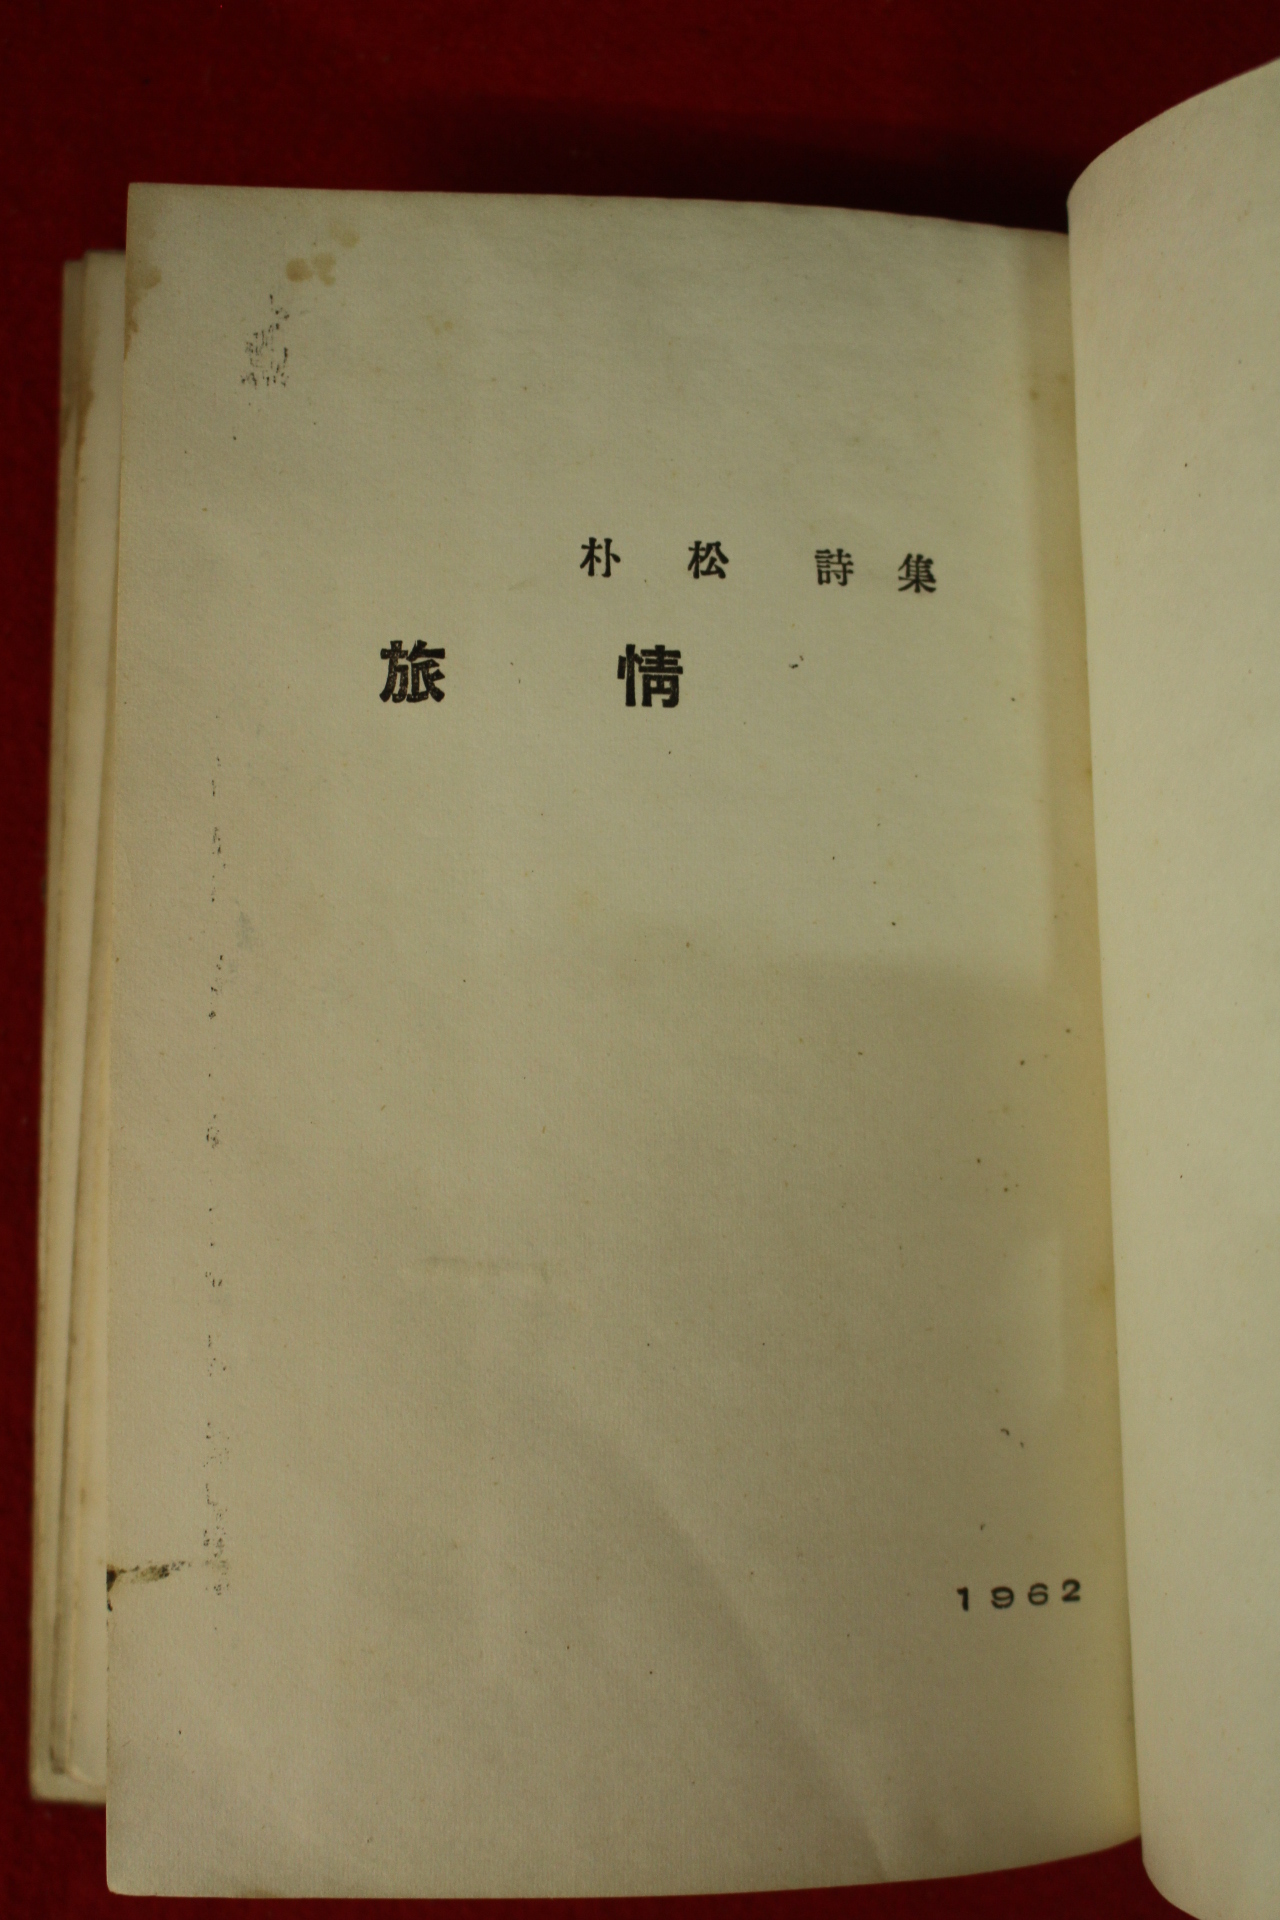 朴 松 詩集
旅 情
1962